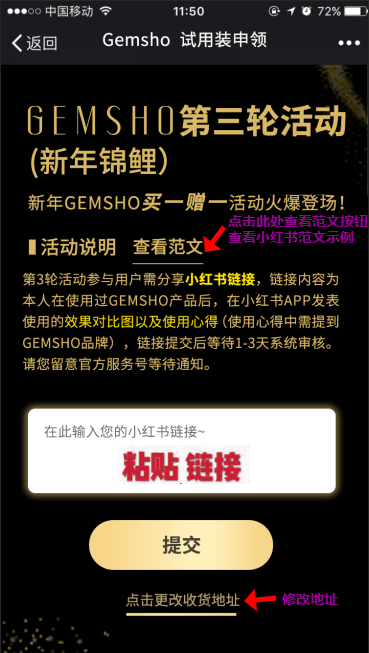 中国移动 11:50 72%
返回 Gemsho 试用装申领
GEMSHO第三轮活动
(新年锦鲤)
新年GEMSHO买一赠一活动火爆登场!
点击此处查看范文按钮
查看小红书范文示例
活动说明 查看范文
第3轮活动参与用户需分享小红书链接，链接内容为
本人在使用过GEMSHO产品后，在小红书APP发表
使用的效果对比图以及使用心得(使用心得中需提到
GEMSHO品牌），链接提交后等待1-3天系统审核。
请您留意官方服务号等待通知。
在此输入您的小红书链接~
粘贴 链接
提交
点击更改收货地址 修改地址